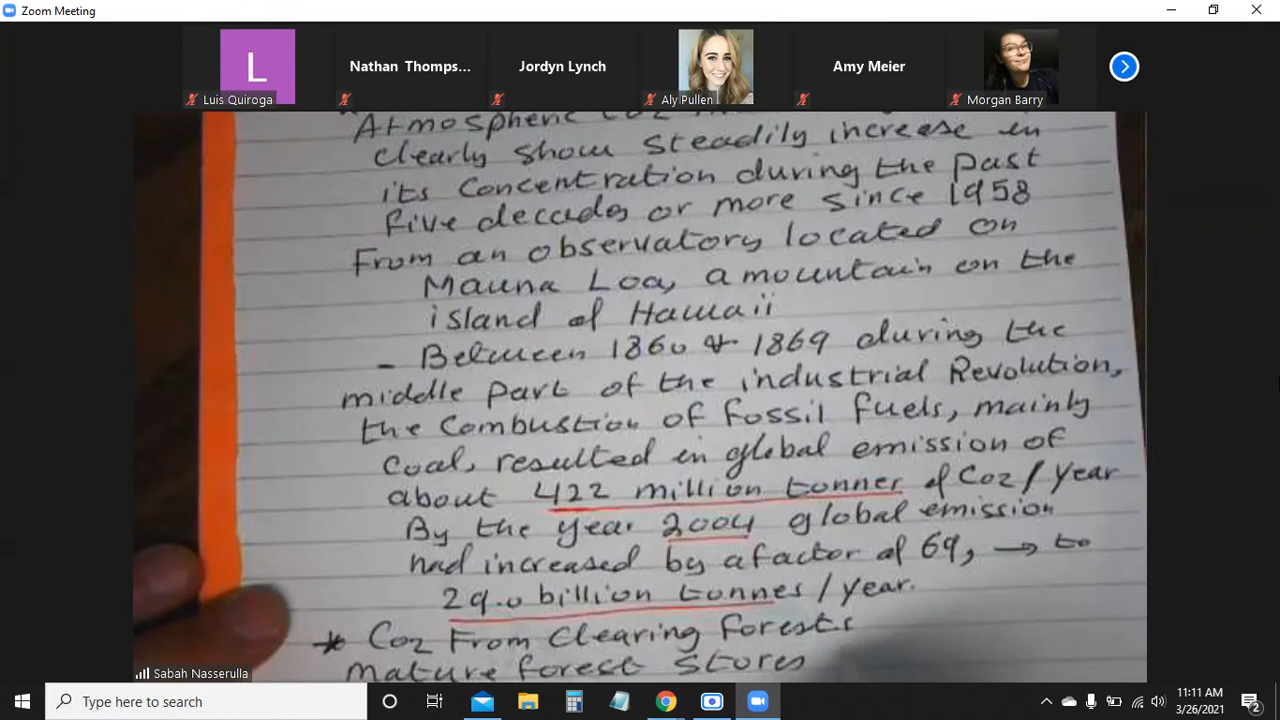 Zoom Meeting
L
Luis Quiroga
Nathan Thomps...
Jordyn Lynch
Aly Pullen
Amy Meier
Morgan Barry
Atmospheric CO2
clearly show steadily increase in
its concentration during the past
five decades or more since 1958
From an observatory located on
Mauna Loa, a mountain on the
island of Hawaii
- Between 1860 & 1869 during the
middle part of the industrial Revolution,
the Combustion of fossil fuels, mainly
coal, resulted in global emission of
about 422 million tonnes of CO2 / Year
By the year 2004 global emission
had increased by a factor of 69, → to
29.0 billion tonnes / year.
* CO2 From Clearing forests
Mature forest stores
Sabah Nasserulla
Type here to search
11:11 AM
3/26/2021
2